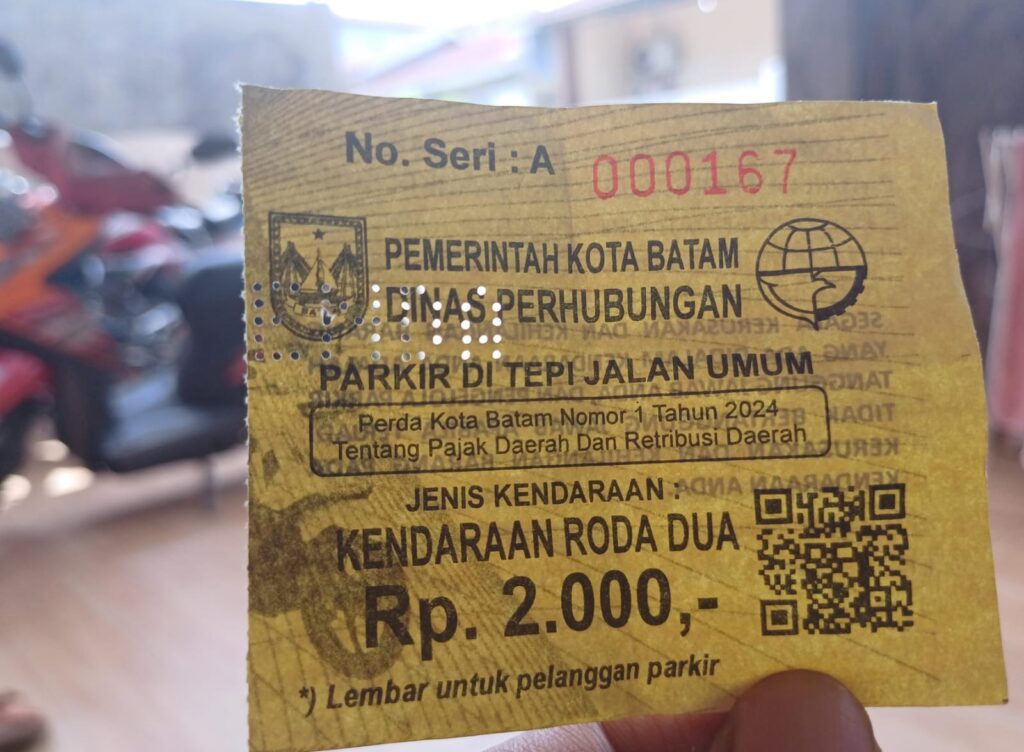 No. Seri : A 000167
PEMERINTAH KOTA BATAM
DINAS PERHUBUNGAN
PARKIR DI TEPI JALAN UMUM
Perda Kota Batam Nomor 1 Tahun 2024
Tentang Pajak Daerah Dan Retribusi Daerah
JENIS KENDARAAN :
KENDARAAN RODA DUA
Rp. 2.000,-
*) Lembar untuk pelanggan parkir